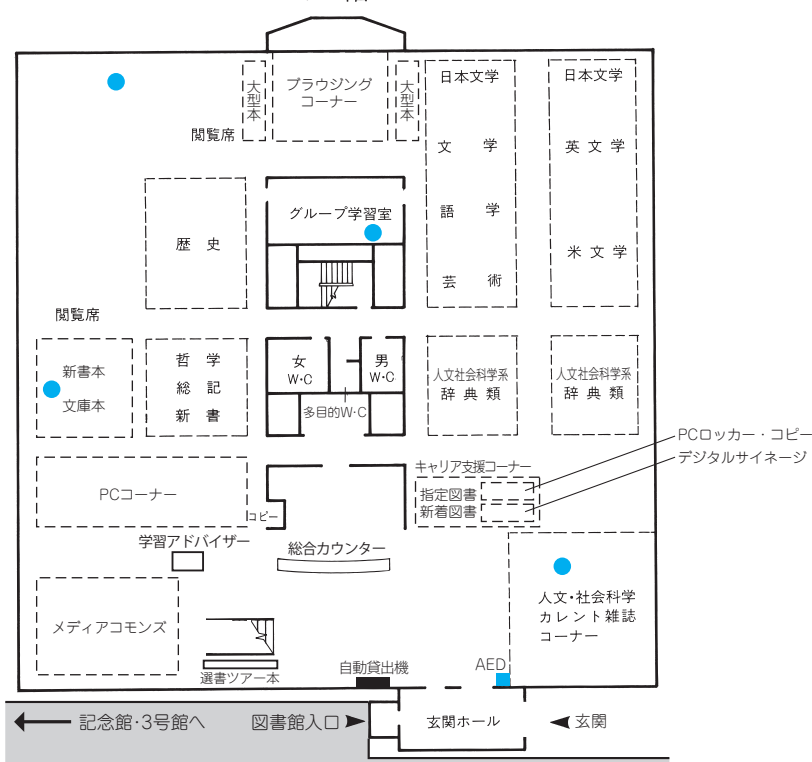 ブラウジング
コーナー
大型本
大型本
日本文学
文学
語学
芸術
日本文学
英文学
米文学
閲覧席
歴史
グループ学習室
閲覧席
新書本
文庫本
哲学
総記
新書
女
W・C
男
W・C
多目的W・C
人文社会科学系
辞典類
人文社会科学系
辞典類
PCロッカー・コピー
デジタルサイネージ
キャリア支援コーナー
指定図書
新着図書
PCコーナー
コピー
学習アドバイザー
総合カウンター
人文・社会科学
カレント雑誌
コーナー
メディアコモンズ
選書ツアー本
自動貸出機
AED
記念館・3号館へ
図書館入口
玄関ホール
玄関